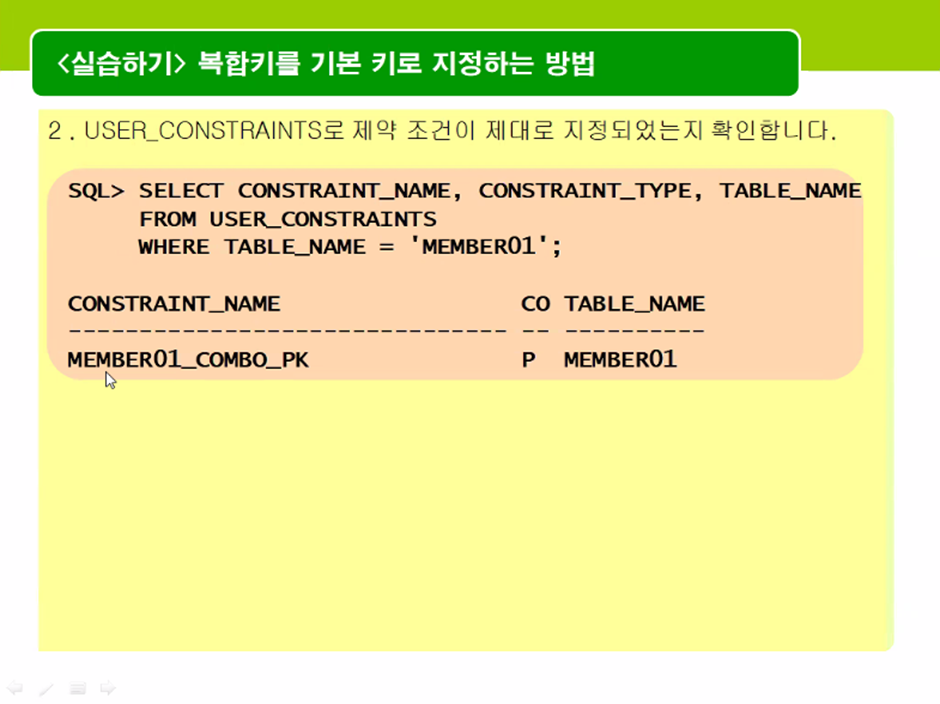 <실습하기> 복합키를 기본 키로 지정하는 방법
2 . USER_CONSTRAINTS로 제약 조건이 제대로 지정되었는지 확인합니다.
SQL> SELECT CONSTRAINT_NAME, CONSTRAINT_TYPE, TABLE_NAME
FROM USER_CONSTRAINTS
WHERE TABLE_NAME = 'MEMBER01';
CONSTRAINT_NAME CO TABLE_NAME
------------------------------- -- ----------
MEMBER01_COMBO_PK P MEMBER01